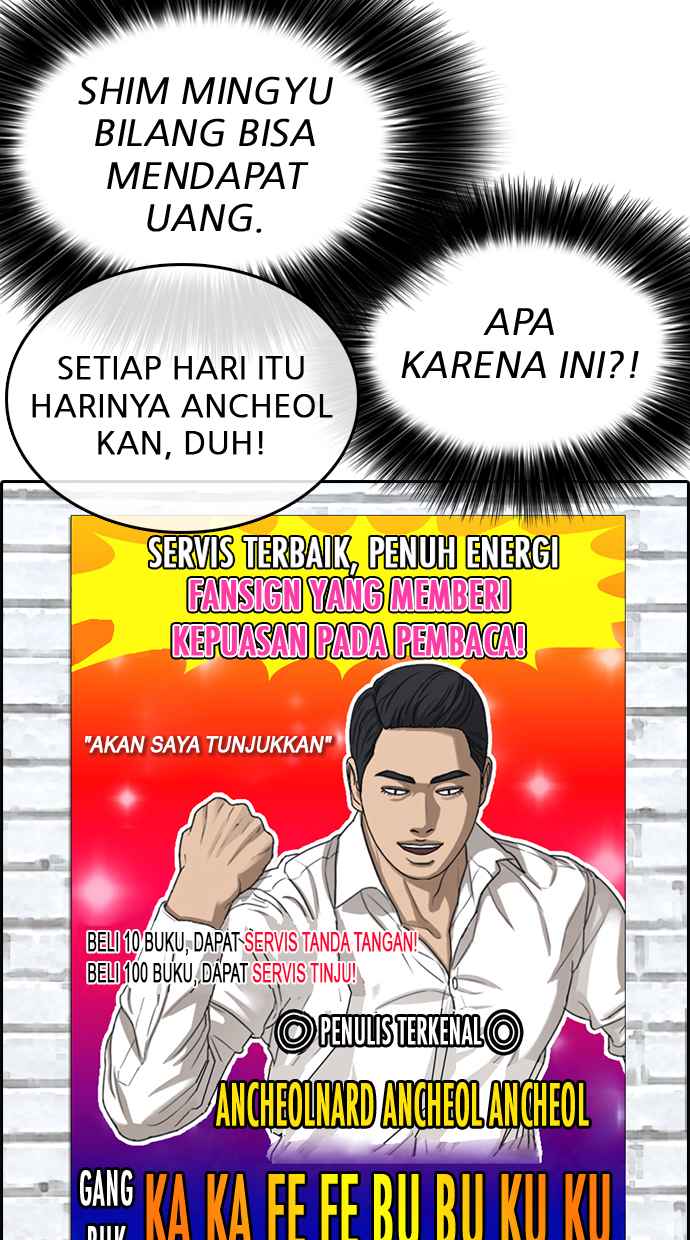 SHIM MINGYU
BILANG BISA
MENDAPAT
UANG.
APA
KARENA INI?!
SETIAP HARI ITU
HARINYA ANCHEOL
KAN, DUH!
SERVIS TERBAIK, PENUH ENERGI
FANSIGN YANG MEMBERI
KEPUASAN PADA PEMBACA!
"AKAN SAYA TUNJUKKAN"
BELI 10 BUKU, DAPAT SERVIS TANDA TANGAN!
BELI 100 BUKU, DAPAT SERVIS TINJU!
◎ PENULIS TERKENAL ◎
ANCHEOLNARD ANCHEOL ANCHEOL
GANG
BUK
KA KA FE FE BU BU KU KU